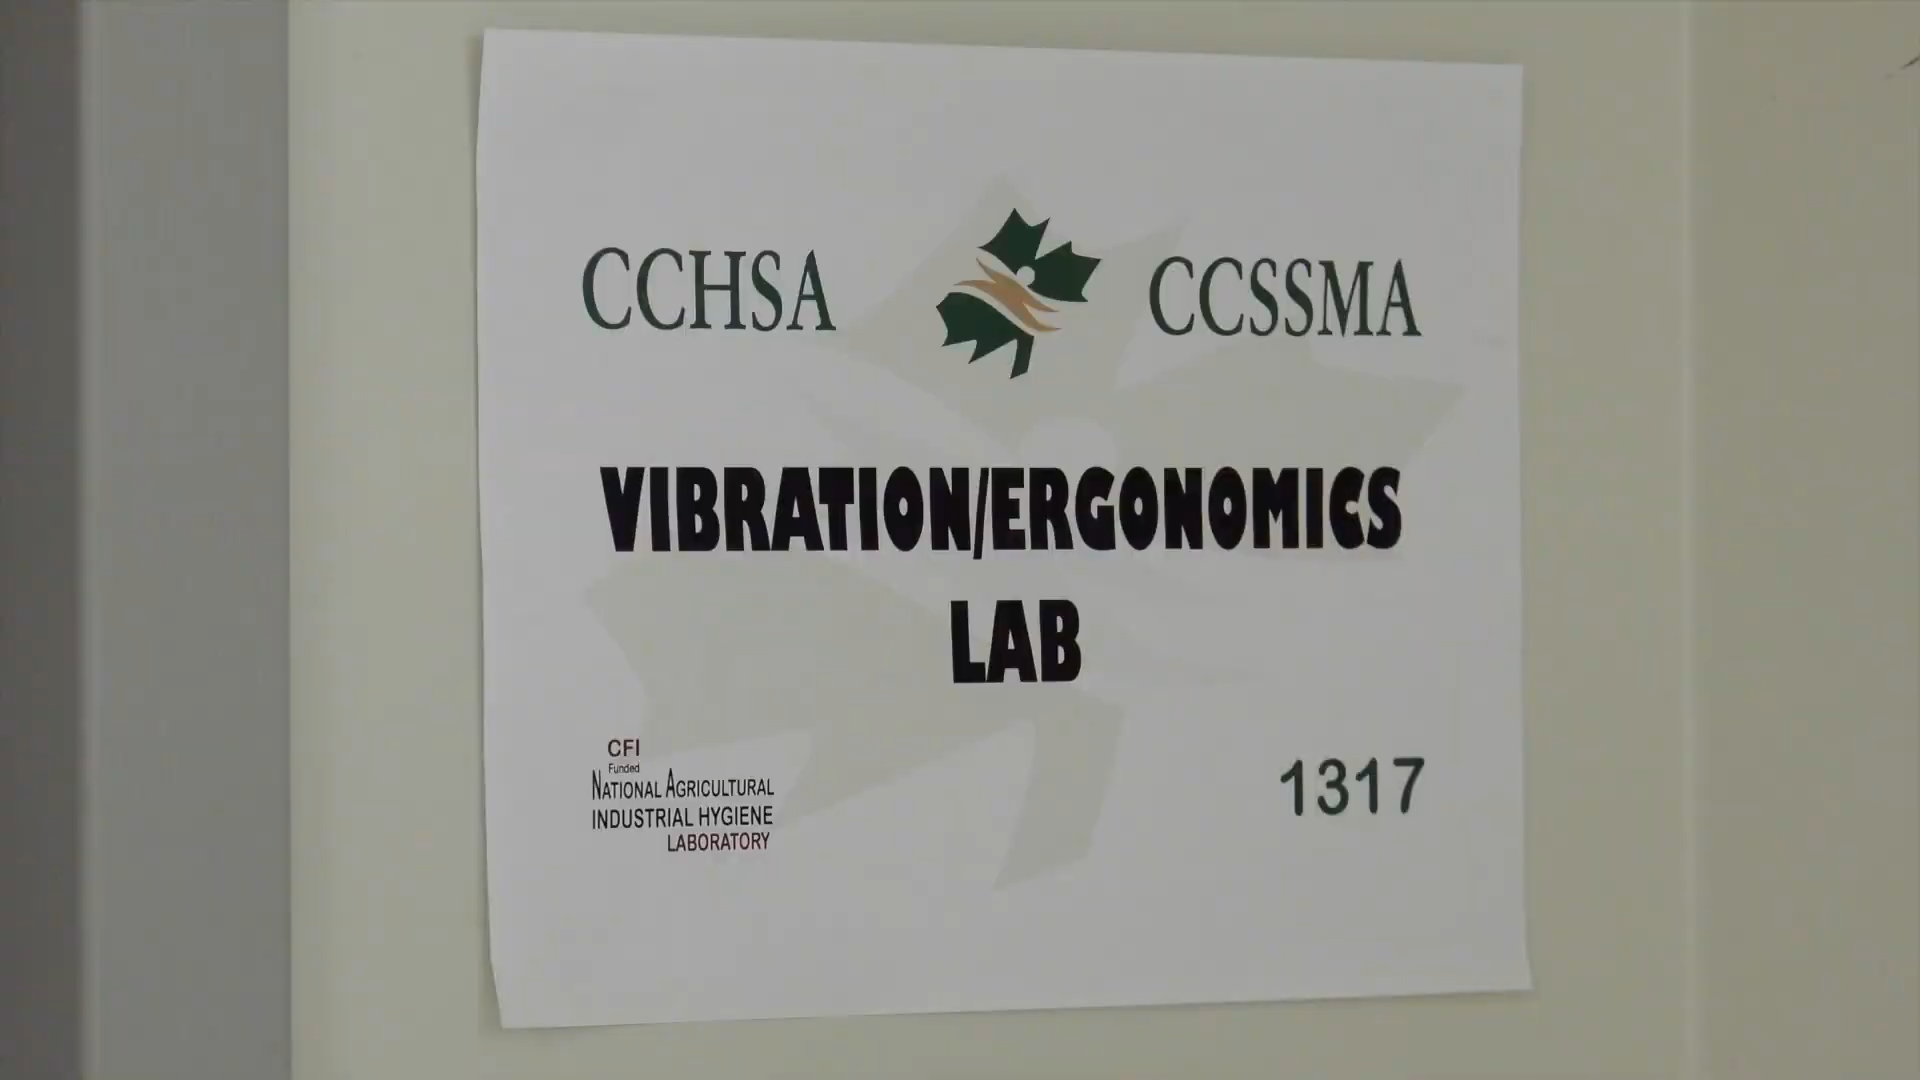 CCHSA CCSSMA
VIBRATION/ERGONOMICS
LAB
CFI
Funded
NATIONAL AGRICULTURAL
INDUSTRIAL HYGIENE
LABORATORY
1317